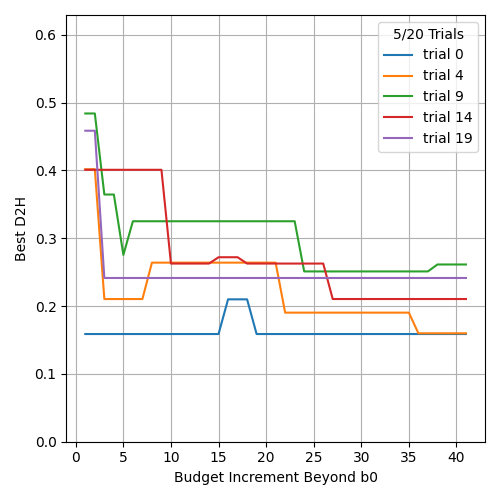 5/20 Trials
trial 0
trial 4
trial 9
trial 14
trial 19
Best D2H
0.6
0.5
0.4
0.3
0.2
0.1
0.0
0 5 10 15 20 25 30 35 40
Budget Increment Beyond b0